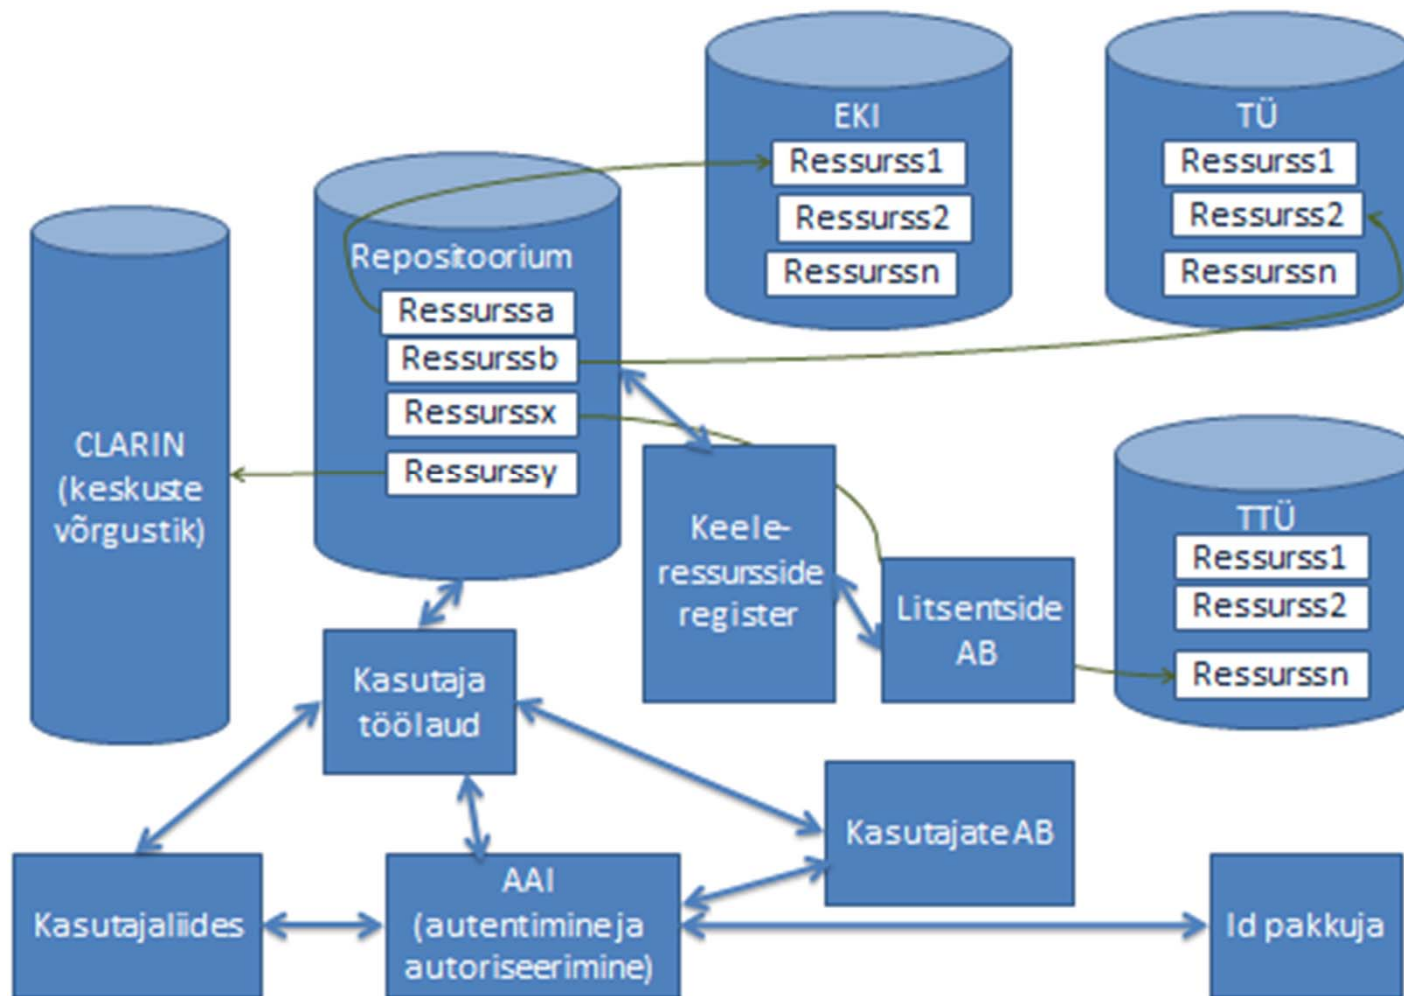 EKI
Ressurss1
Ressurss2
Ressurssn
TÜ
Ressurss1
Ressurss2
Ressurssn
Repositoorium
Ressurssa
Ressurssb
Ressurssx
Ressurssy
CLARIN
(keskuste
võrgustik)
Keele-
ressursside
register
Litsentside
AB
TTÜ
Ressurss1
Ressurss2
Ressurssn
Kasutaja
töölaud
Kasutajate AB
Kasutajaliides
AAI
(autentimine ja
autoriseerimine)
Id pakkuja